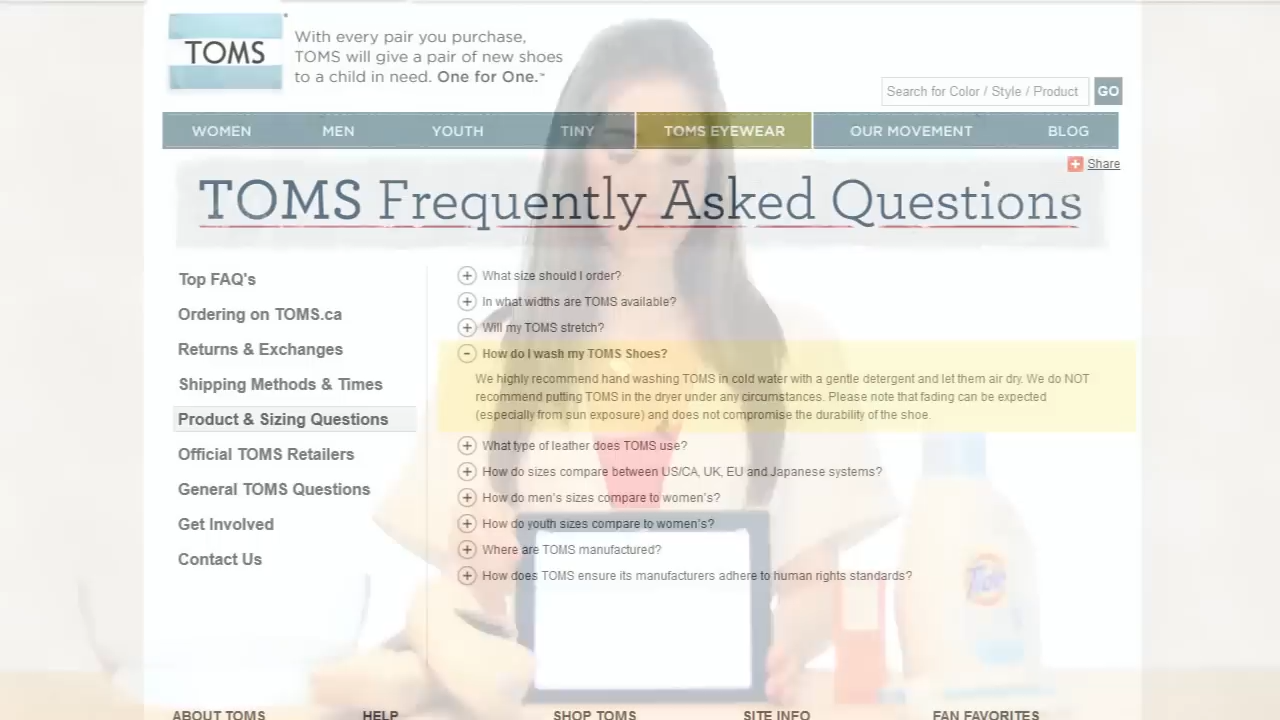 TOMS
With every pair you purchase,
TOMS will give a pair of new shoes
to a child in need. One for One.™
Search for Color / Style / Product GO
WOMEN MEN YOUTH TINY TOMS EYEWEAR OUR MOVEMENT BLOG
Share
TOMS Frequently Asked Questions
Top FAQ's
Ordering on TOMS.ca
Returns & Exchanges
Shipping Methods & Times
Product & Sizing Questions
Official TOMS Retailers
General TOMS Questions
Get Involved
Contact Us
What size should I order?
In what widths are TOMS available?
Will my TOMS stretch?
How do I wash my TOMS Shoes?
We highly recommend hand washing TOMS in cold water with a gentle detergent and let them air dry. We do NOT
recommend putting TOMS in the dryer under any circumstances. Please note that fading can be expected
(especially from sun exposure) and does not compromise the durability of the shoe.
What type of leather does TOMS use?
How do sizes compare between US/CA, UK, EU and Japanese systems?
How do men's sizes compare to women's?
How do youth sizes compare to women's?
Where are TOMS manufactured?
How does TOMS ensure its manufacturers adhere to human rights standards?
Tide
ABOUT TOMS HELP SHOP TOMS SITE INFO FAN FAVORITES